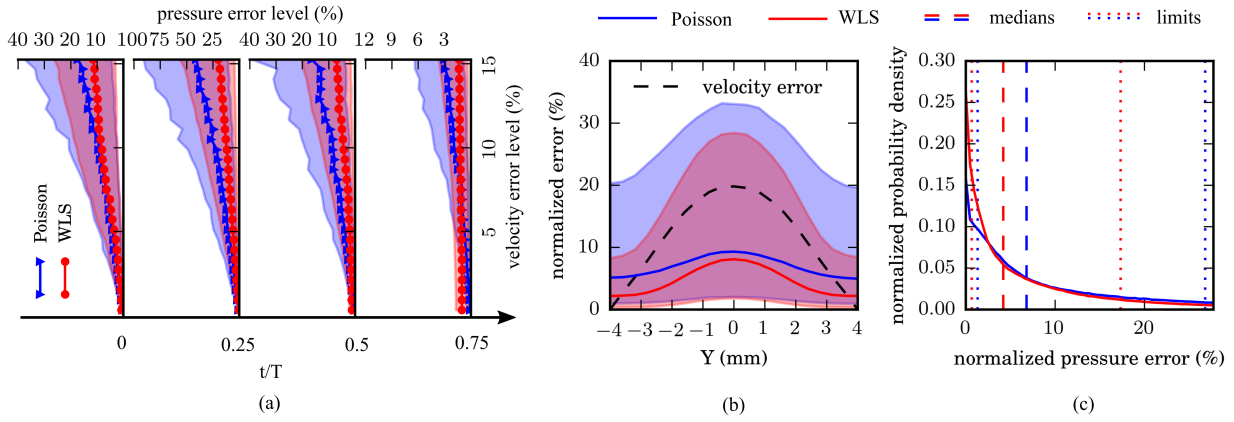 pressure error level (%)
40 30 20 10 100 75 50 25 40 30 20 10 12 9 6 3
15
10
5
velocity error level (%)
Poisson
WLS
0 0.25 0.5 0.75
t/T
(a)
Poisson WLS medians limits
40
30
20
10
0
normalized error (%)
velocity error
−4 −3 −2 −1 0 1 2 3 4
Y (mm)
(b)
0.30
0.25
0.20
0.15
0.10
0.05
0.00
normalized probability density
0 10 20
normalized pressure error (%)
(c)